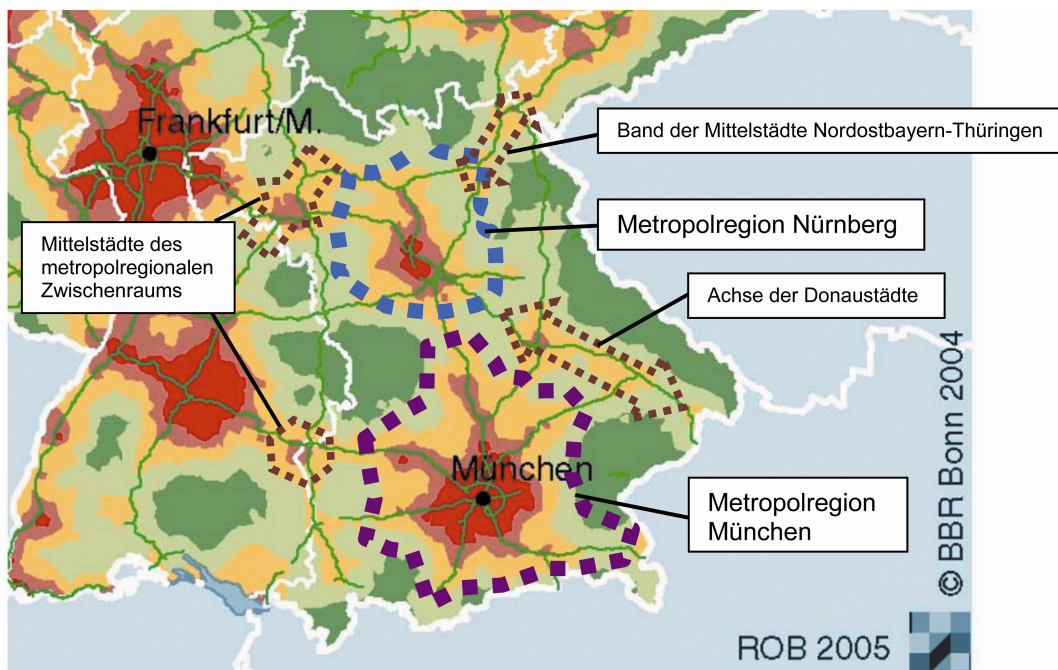 Frankfurt/M.
Band der Mittelstädte Nordostbayern-Thüringen
Metropolregion Nürnberg
Mittelstädte des
metropolregionalen
Zwischenraums
Achse der Donaustädte
München
Metropolregion
München
© BBR Bonn 2004
ROB 2005